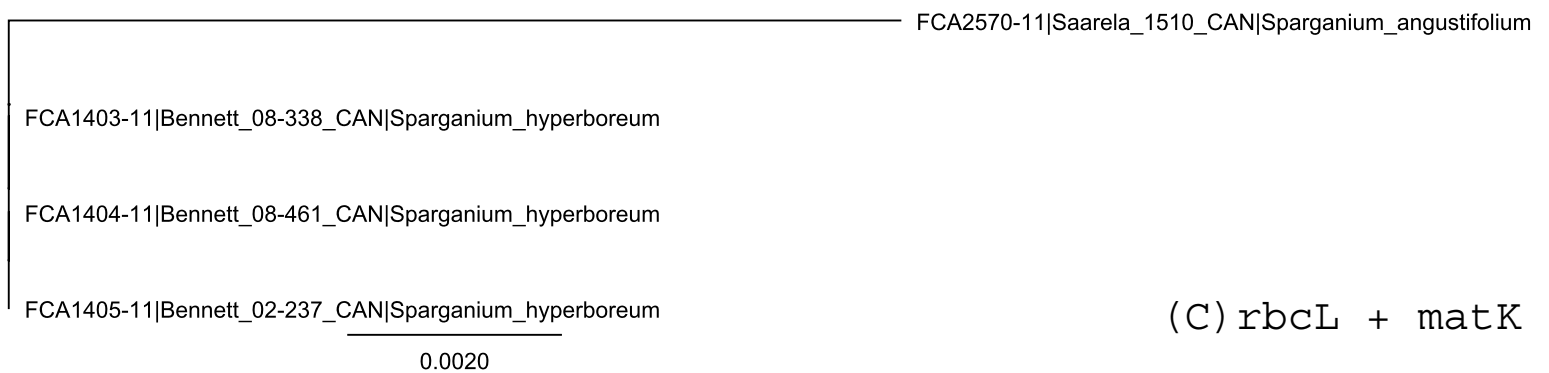 FCA2570-11|Saarela_1510_CAN|Sparganium_angustifolium
FCA1403-11|Bennett_08-338_CAN|Sparganium_hyperboreum
FCA1404-11|Bennett_08-461_CAN|Sparganium_hyperboreum
FCA1405-11|Bennett_02-237_CAN|Sparganium_hyperboreum
(C)rbcL + matK
0.0020